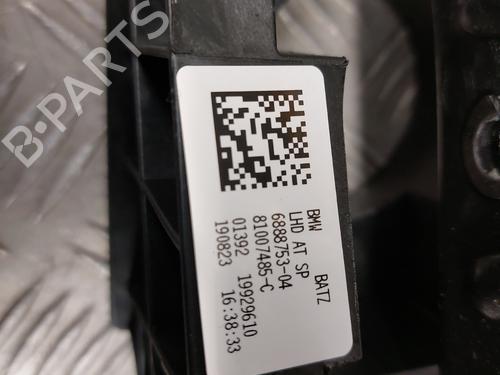 B-PARTS
BMW BATZ
LHD AT SP
6888753-04
81007485-C
01392 19929610
190823 16:38:33